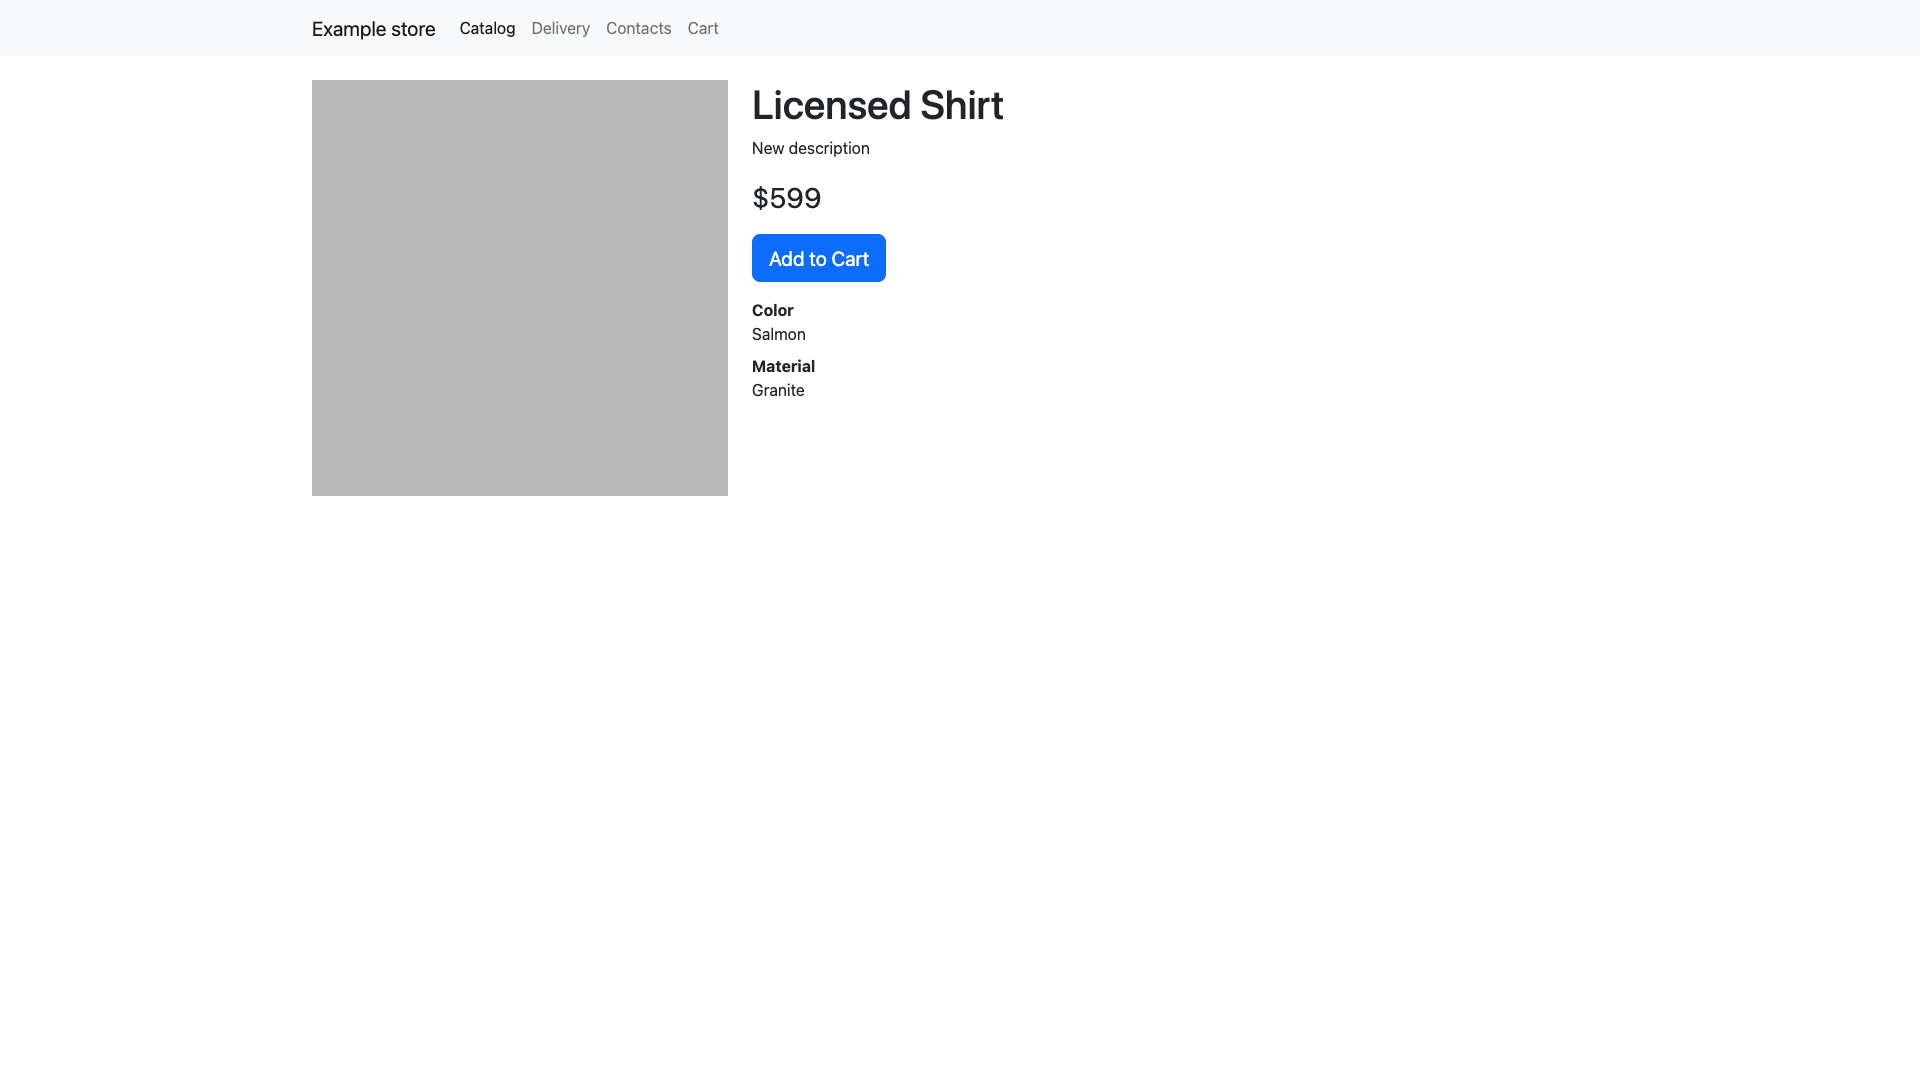 Example store Catalog Delivery Contacts Cart
Licensed Shirt
New description
$599
Add to Cart
Color
Salmon
Material
Granite